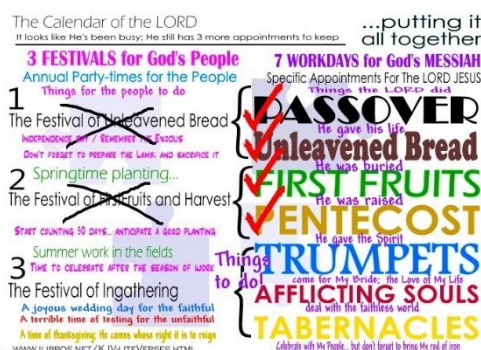 The Calendar of the LORD
It looks like He's been busy; He still has 3 more appointments to keep
...putting it
all together
3 FESTIVALS for God's People
Annual Party-times for the People
Things for the people to do
1
The Festival of Unleavened Bread
INDEPENDENCE DAY / REMEMBER THE EXODUS
DON'T FORGET TO PREPARE THE LAMB, AND SACRIFICE IT
2
Springtime planting...
The Festival of FirstFruits and Harvest
START COUNTING 50 DAYS... ANTICIPATE A GOOD PLANTING
Summer work in the fields
3
TIME TO CELEBRATE AFTER THE SEASON OF WORK
The Festival of Ingathering
A joyous wedding day for the faithful
A terrible time of testing for the unfaithful
A time of thanksgiving; He comes whose right it is to reign
7 WORKDAYS for God's MESSIAH
Specific Appointments For The LORD JESUS
Things the LORD did
PASSOVER
He gave his life
Unleavened Bread
He was buried
FIRST FRUITS
He was raised
PENTECOST
He gave the Spirit
Things
to do!
TRUMPETS
come for My Bride; the Love of My Life
AFFLICTING SOULS
deal with the faithless world
TABERNACLES
Celebrate with My People... but don't forget to bring My rod of iron